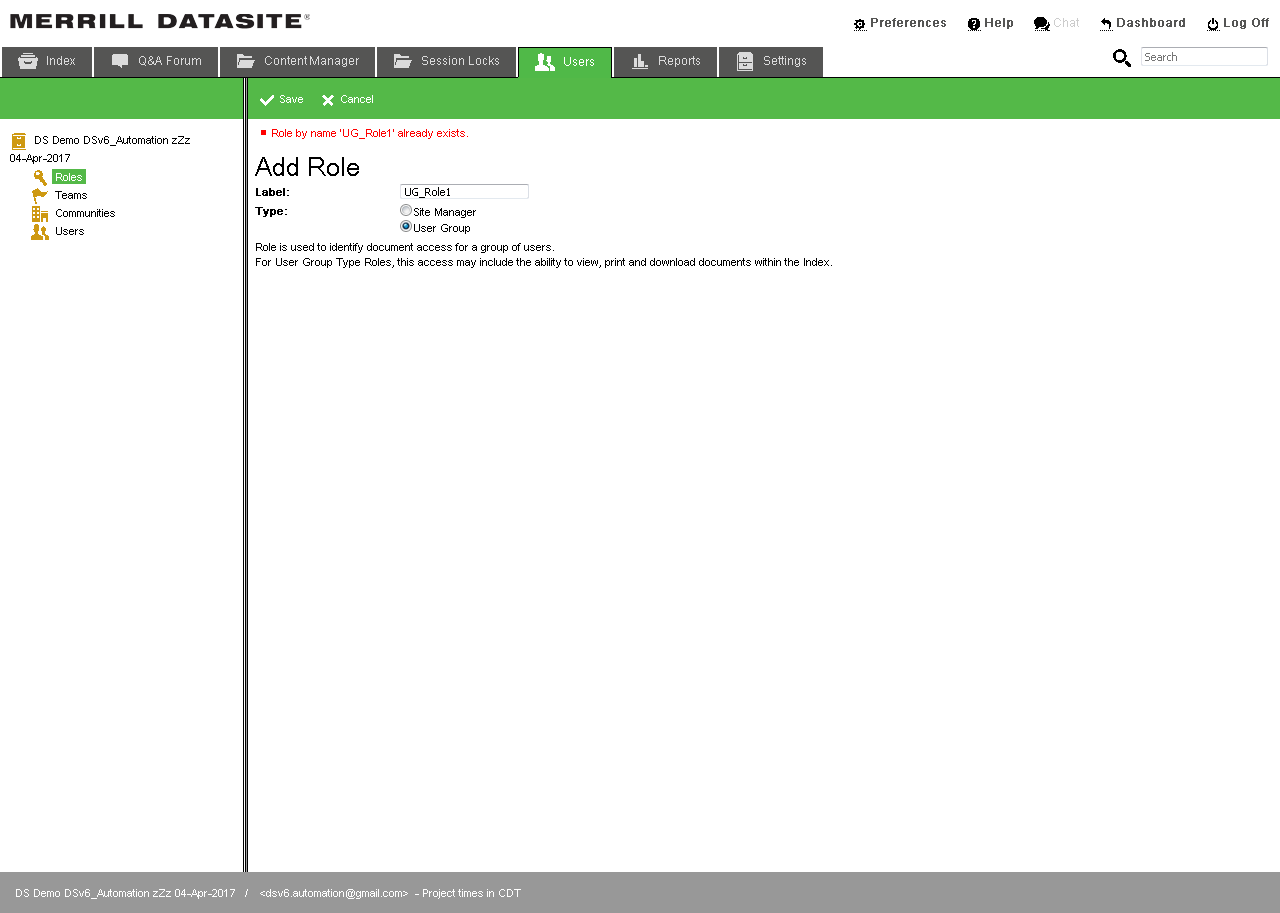 MERRILL DATASITE®
Preferences Help Chat Dashboard Log Off
Index Q&A Forum Content Manager Session Locks Users Reports Settings Search
Save Cancel
DS Demo DSv6_Automation zZz
04-Apr-2017
Roles
Teams
Communities
Users
Role by name 'UG_Role1' already exists.
Add Role
Label: UG_Role1
Type: Site Manager
User Group
Role is used to identify document access for a group of users.
For User Group Type Roles, this access may include the ability to view, print and download documents within the Index.
DS Demo DSv6_Automation zZz 04-Apr-2017 / <dsv6.automation@gmail.com> - Project times in CDT